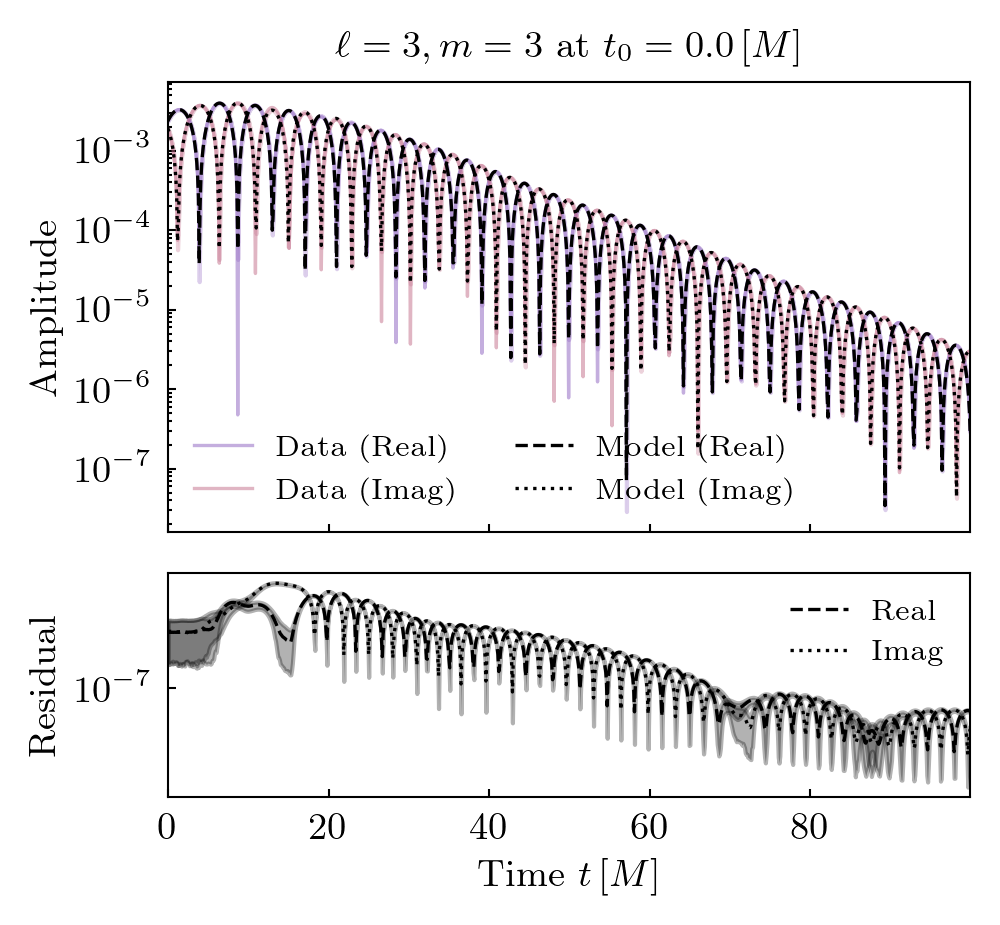 ℓ = 3, m = 3 at t₀ = 0.0 [M]
Amplitude
10⁻³
10⁻⁴
10⁻⁵
10⁻⁶
10⁻⁷
Data (Real)
Data (Imag)
Model (Real)
Model (Imag)
Residual
10⁻⁷
Real
Imag
0 20 40 60 80
Time t [M]